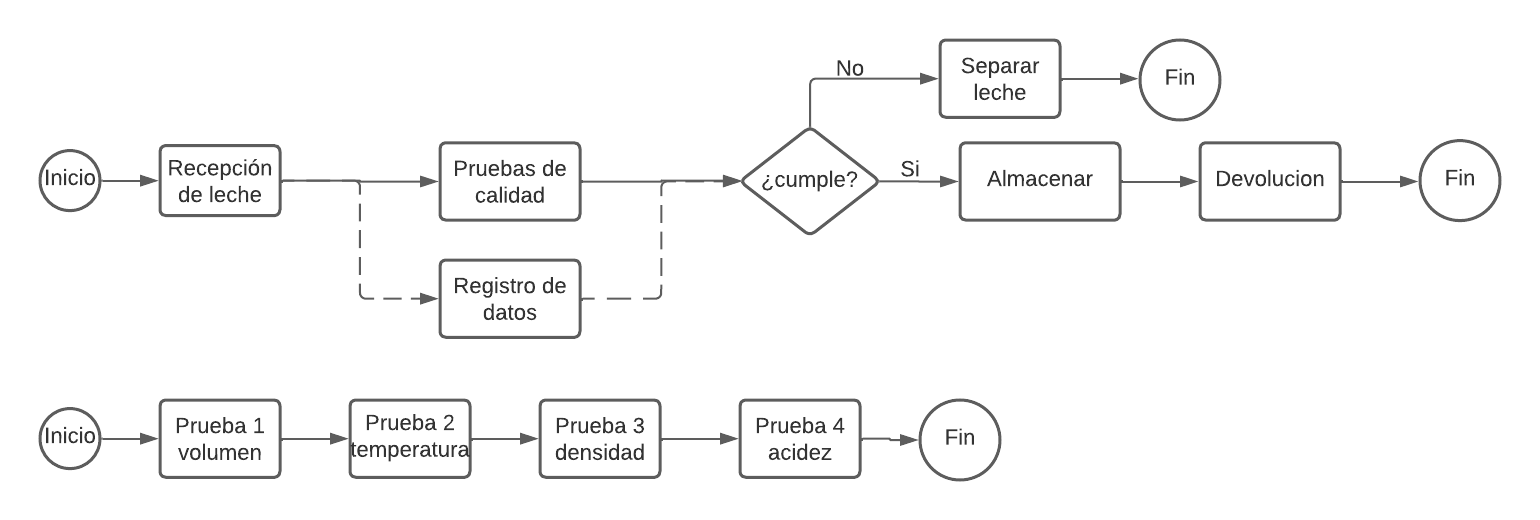 No
Separar
leche
Fin
Inicio
Recepción
de leche
Pruebas de
calidad
¿cumple?
Si
Almacenar
Devolucion
Fin
Registro de
datos
Inicio
Prueba 1
volumen
Prueba 2
temperatura
Prueba 3
densidad
Prueba 4
acidez
Fin